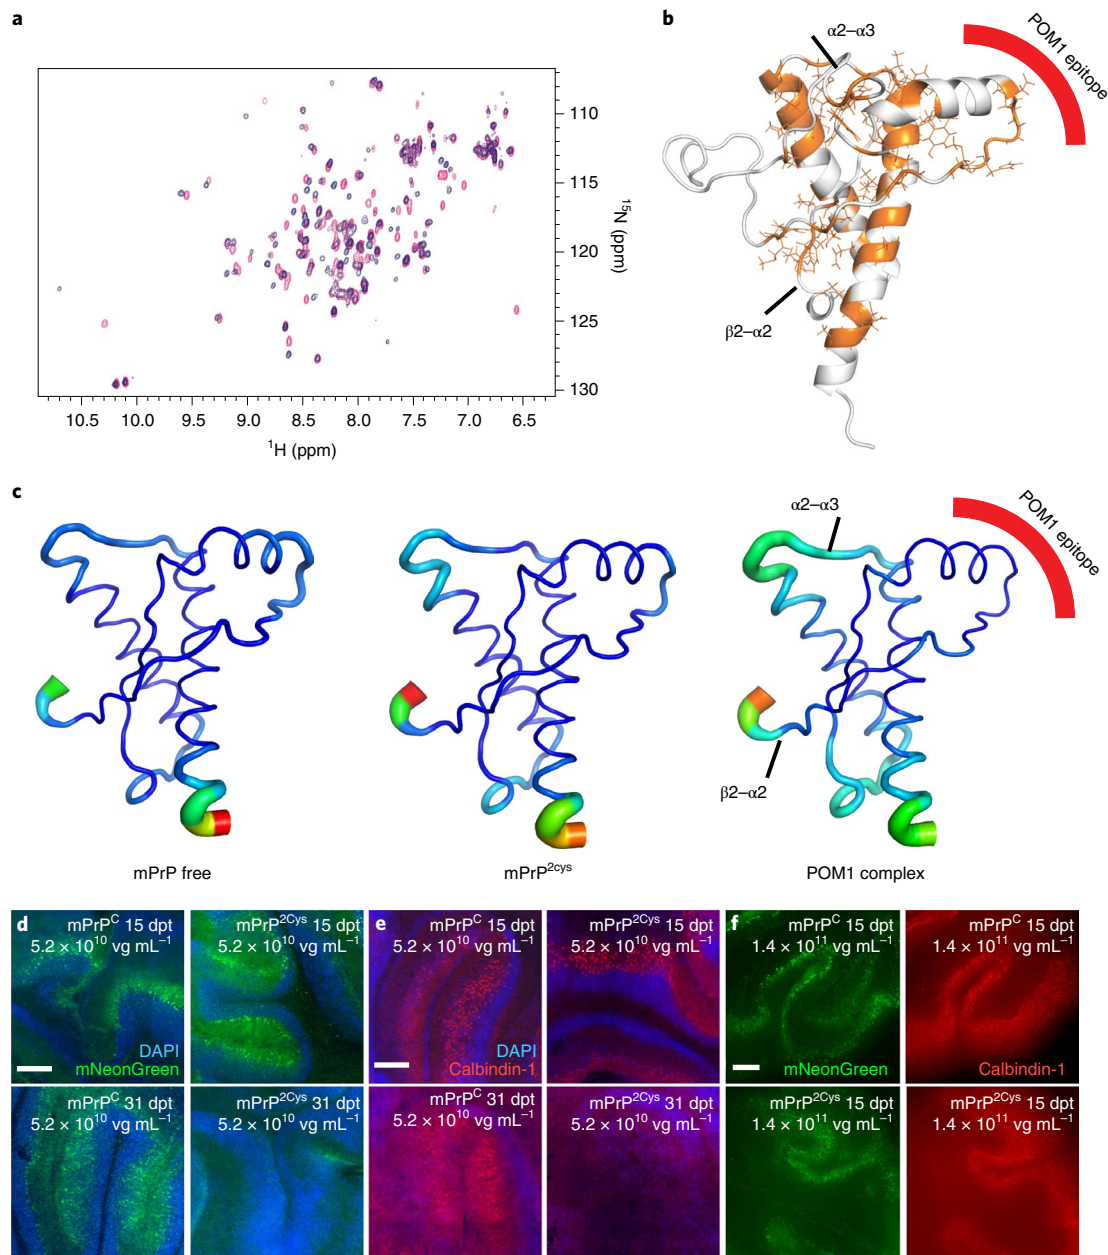 a
110
115
120
125
130
¹⁵N (ppm)
10.5 10.0 9.5 9.0 8.5 8.0 7.5 7.0 6.5
¹H (ppm)
b
α2–α3
POM1 epitope
β2–α2
c
α2–α3
POM1 epitope
β2–α2
mPrP free
mPrP²ᶜʸˢ
POM1 complex
d
mPrPᶜ 15 dpt
5.2 × 10¹⁰ vg mL⁻¹
DAPI
mNeonGreen
mPrP²ᶜʸˢ 15 dpt
5.2 × 10¹⁰ vg mL⁻¹
e
mPrPᶜ 15 dpt
5.2 × 10¹⁰ vg mL⁻¹
DAPI
Calbindin-1
mPrP²ᶜʸˢ 15 dpt
5.2 × 10¹⁰ vg mL⁻¹
f
mPrPᶜ 15 dpt
1.4 × 10¹¹ vg mL⁻¹
mNeonGreen
mPrPᶜ 15 dpt
1.4 × 10¹¹ vg mL⁻¹
Calbindin-1
mPrPᶜ 31 dpt
5.2 × 10¹⁰ vg mL⁻¹
mPrP²ᶜʸˢ 31 dpt
5.2 × 10¹⁰ vg mL⁻¹
mPrPᶜ 31 dpt
5.2 × 10¹⁰ vg mL⁻¹
mPrP²ᶜʸˢ 31 dpt
5.2 × 10¹⁰ vg mL⁻¹
mPrP²ᶜʸˢ 15 dpt
1.4 × 10¹¹ vg mL⁻¹
mPrP²ᶜʸˢ 15 dpt
1.4 × 10¹¹ vg mL⁻¹